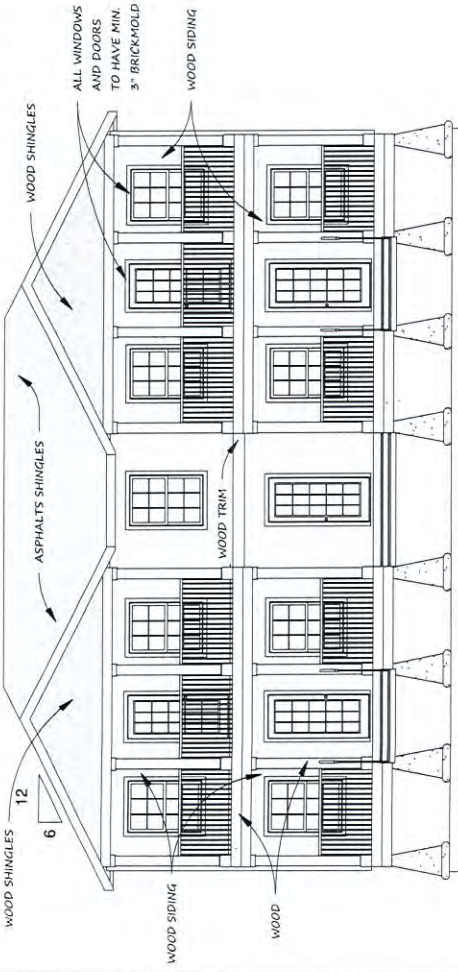 WOOD SHINGLES
12
6
ASPHALTS SHINGLES
WOOD SHINGLES
ALL WINDOWS
AND DOORS
TO HAVE MIN.
3" BRICKMOLD
WOOD SIDING
WOOD SIDING
WOOD
WOOD TRIM